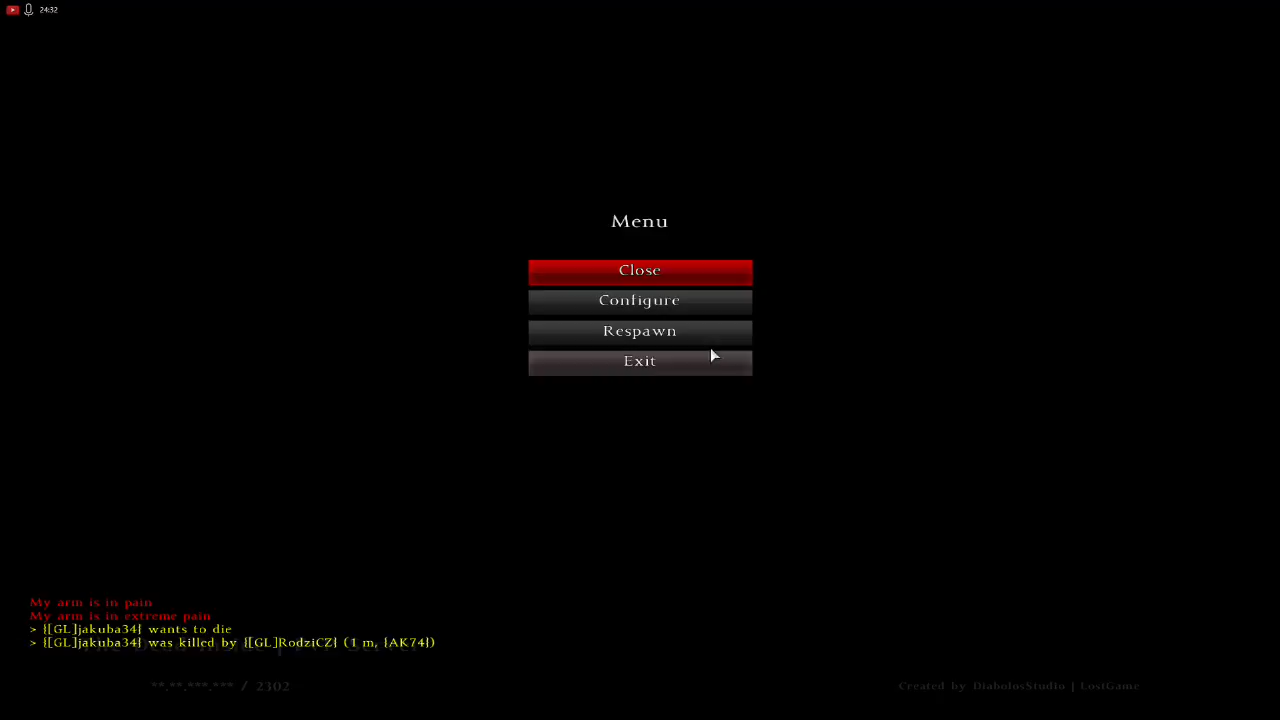 24:32
Menu
Close
Configure
Respawn
Exit
My arm is in pain
My arm is in extreme pain
> {[GL]jakuba34} wants to die
> {[GL]jakuba34} was killed by {[GL]RodziCZ} (1 m, {AK74})
**.**.***.*** / 2302
Created by DiabolosStudio | LostGame